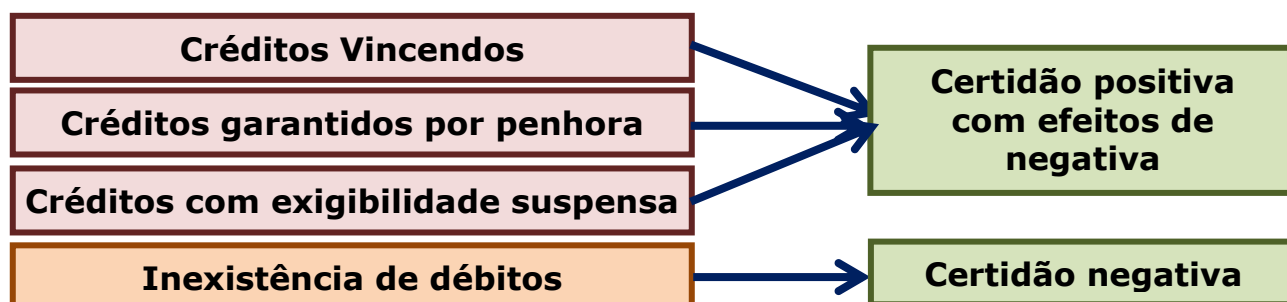 Créditos Vincendos
Créditos garantidos por penhora
Créditos com exigibilidade suspensa
Inexistência de débitos
Certidão positiva
com efeitos de
negativa
Certidão negativa